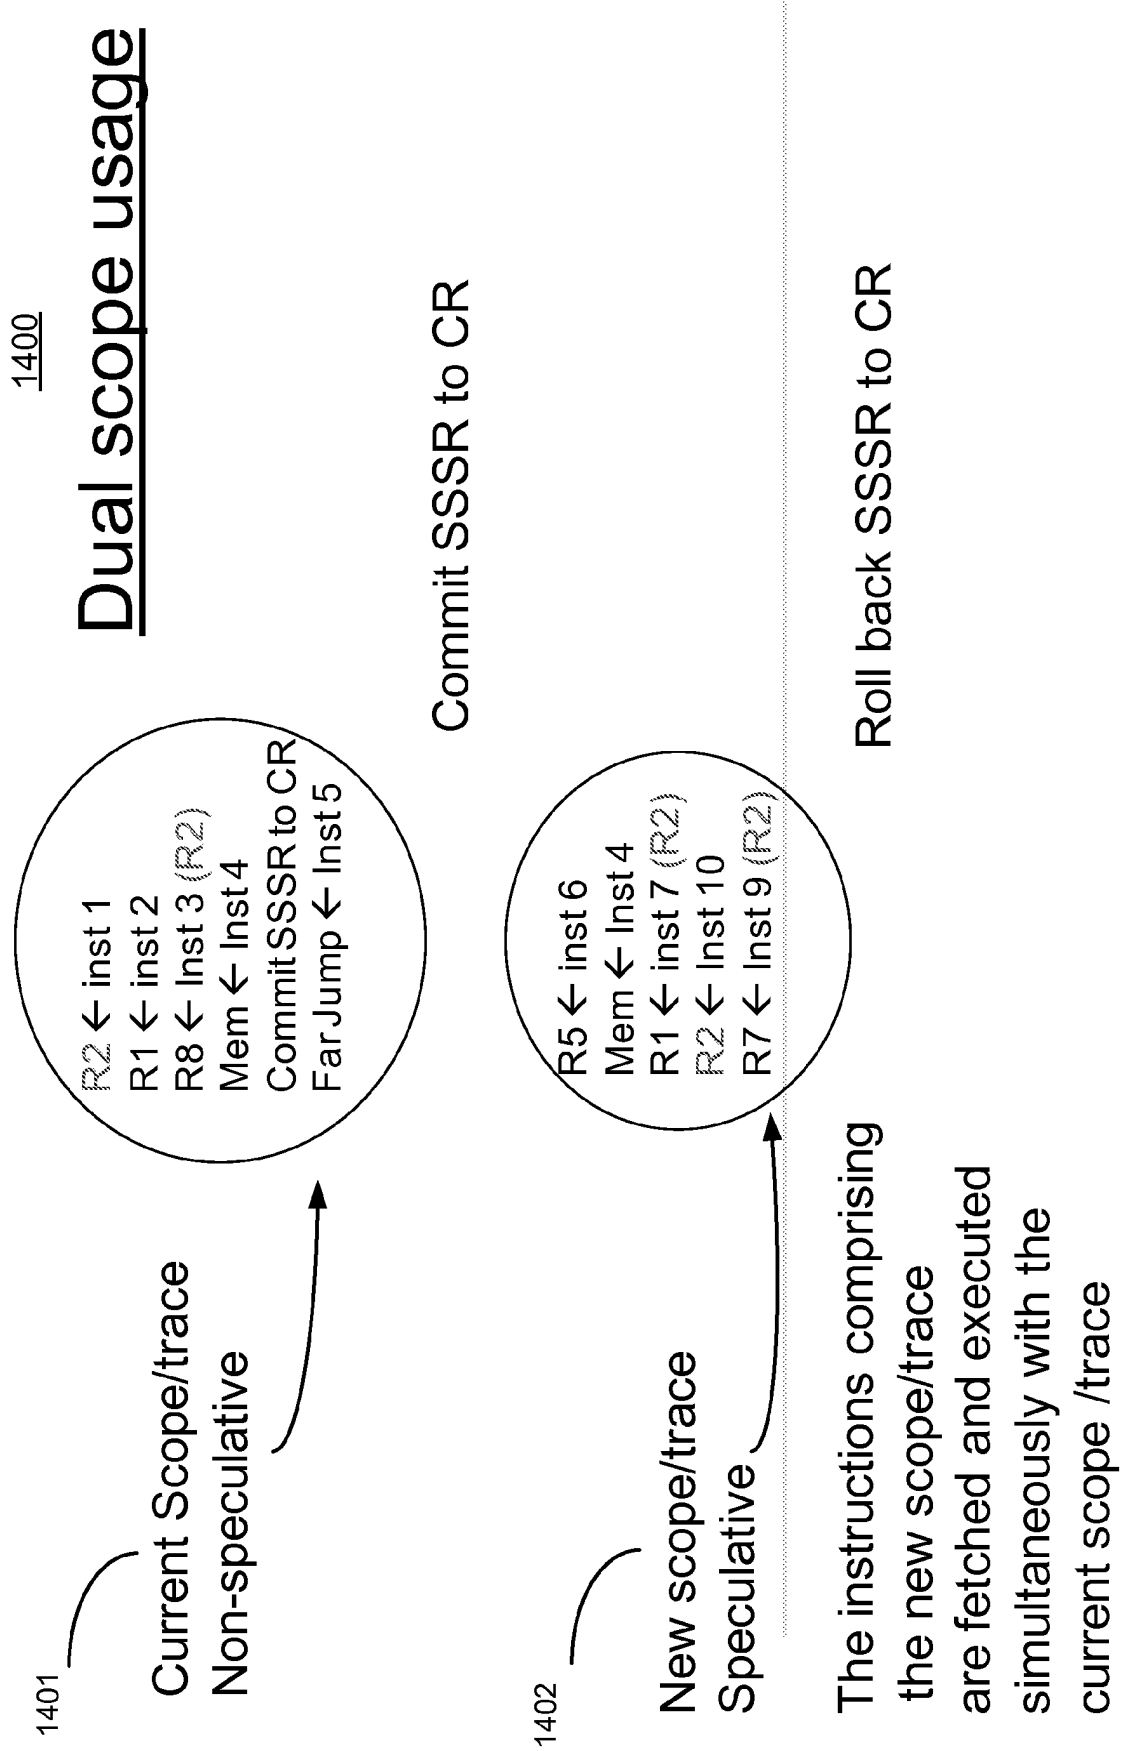 1400
Dual scope usage
1401
Current Scope/trace
Non-speculative
R2 ← inst 1
R1 ← inst 2
R8 ← Inst 3 (R2)
Mem ← Inst 4
Commit SSSR to CR
Far Jump ← Inst 5
Commit SSSR to CR
1402
New scope/trace
Speculative
R5 ← inst 6
Mem ← Inst 4
R1 ← inst 7 (R2)
R2 ← Inst 10
R7 ← Inst 9 (R2)
The instructions comprising
the new scope/trace
are fetched and executed
simultaneously with the
current scope /trace
Roll back SSSR to CR